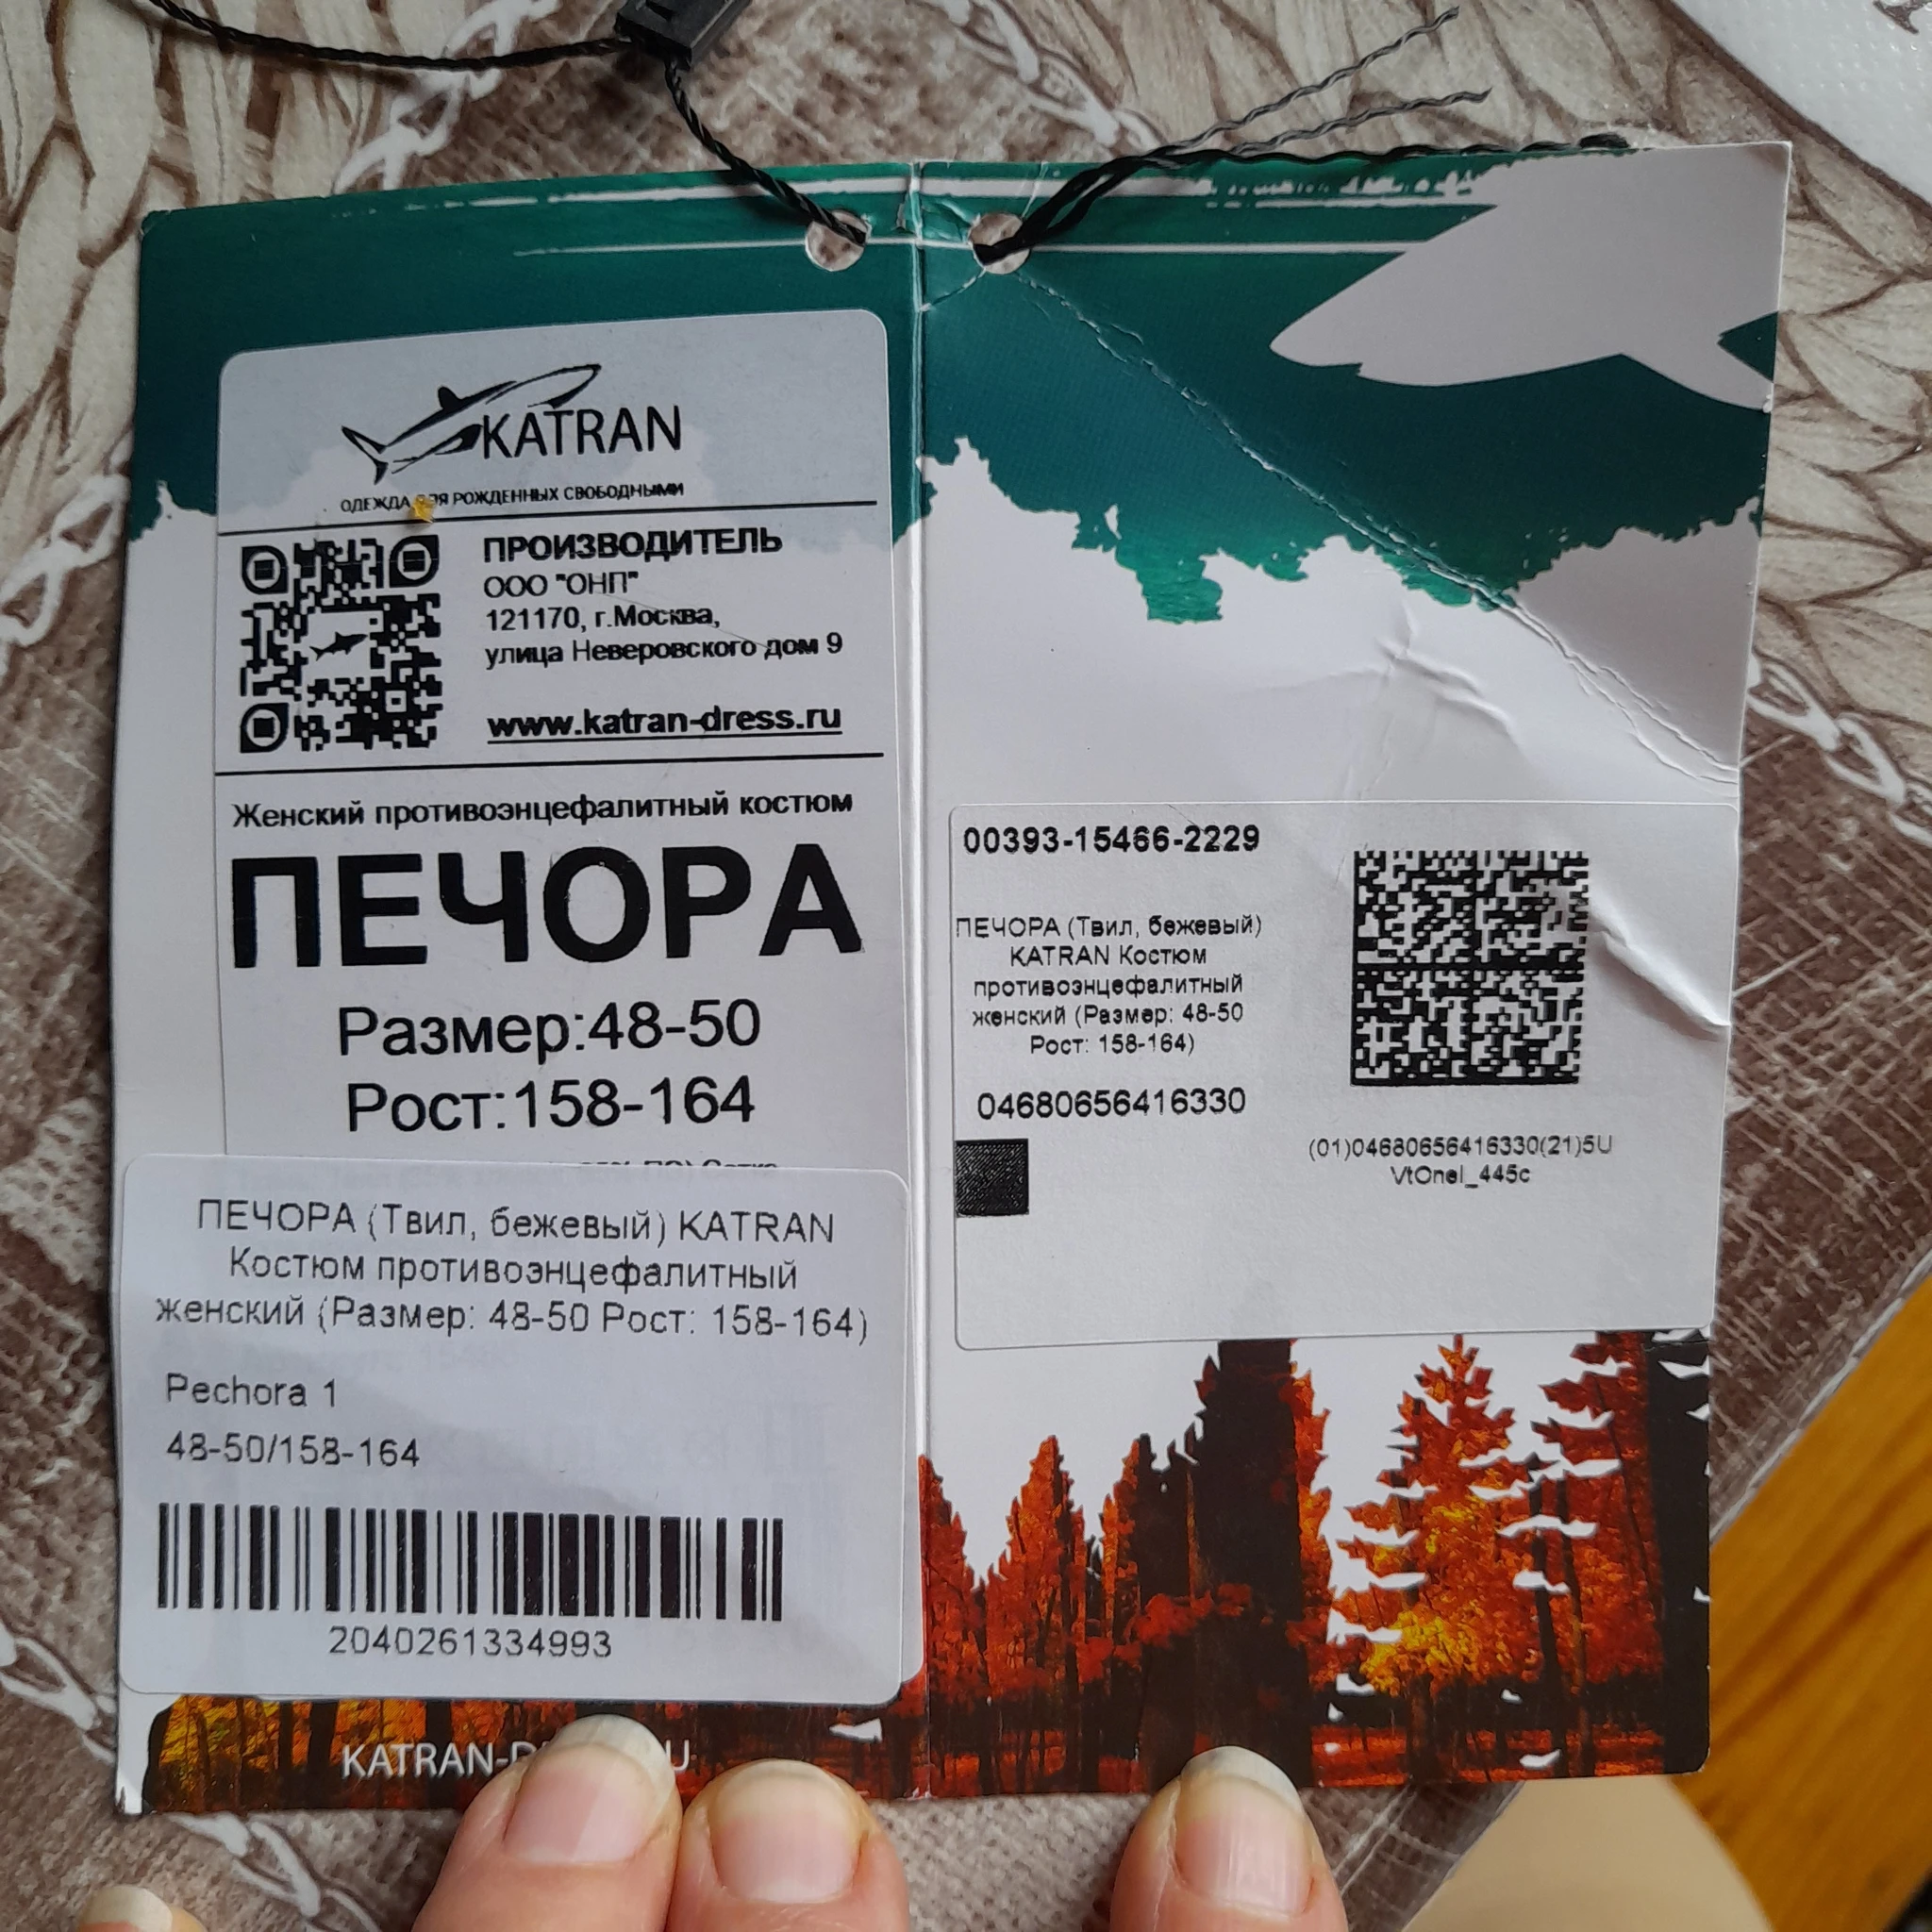 KATRAN
ОДЕЖДА ДЛЯ РОЖДЕННЫХ СВОБОДНЫМИ
ПРОИЗВОДИТЕЛЬ
ООО "ОНП"
121170, г.Москва,
улица Неверовского дом 9
www.katran-dress.ru
Женский противоэнцефалитный костюм
ПЕЧОРА
Размер:48-50
Рост:158-164
ПЕЧОРА (Твил, бежевый) KATRAN
Костюм противоэнцефалитный
женский (Размер: 48-50 Рост: 158-164)
Pechora 1
48-50/158-164
2040261334993
00393-15466-2229
ПЕЧОРА (Твил, бежевый)
KATRAN Костюм
противоэнцефалитный
женский (Размер: 48-50
Рост: 158-164)
04680656416330
(01)04680656416330(21)5U
VtOnel_445c